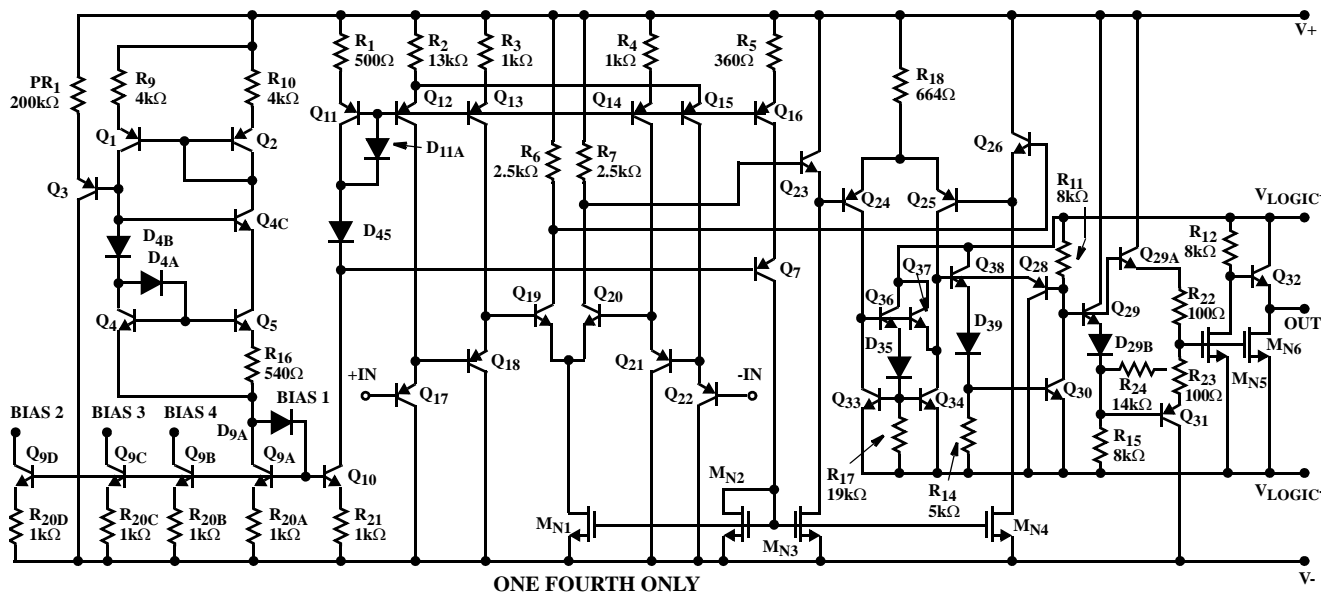 V+
PR1
200kΩ
R9
4kΩ
R10
4kΩ
R1
500Ω
R2
13kΩ
R3
1kΩ
R4
1kΩ
R5
360Ω
R18
664Ω
Q1
Q2
Q3
Q11
Q12
Q13
Q14
Q15
Q16
D11A
R6
2.5kΩ
R7
2.5kΩ
Q23
Q24
Q25
Q26
R11
8kΩ
VLOGIC+
R12
8kΩ
Q4C
D4B
D4A
D45
Q7
Q29A
Q32
Q36
Q37
Q38
Q28
Q4
Q5
Q19
Q20
Q29
R22
100Ω
OUT
R16
540Ω
D35
D39
D29B
MN5
MN6
+IN
Q17
Q18
Q21
Q22
-IN
Q33
Q34
Q30
R24
14kΩ
R23
100Ω
Q31
BIAS 2
BIAS 3
BIAS 4
BIAS 1
D9A
Q9D
Q9C
Q9B
Q9A
Q10
R17
19kΩ
R14
5kΩ
R15
8kΩ
VLOGIC-
R20D
1kΩ
R20C
1kΩ
R20B
1kΩ
R20A
1kΩ
R21
1kΩ
MN1
MN2
MN3
MN4
V-
ONE FOURTH ONLY